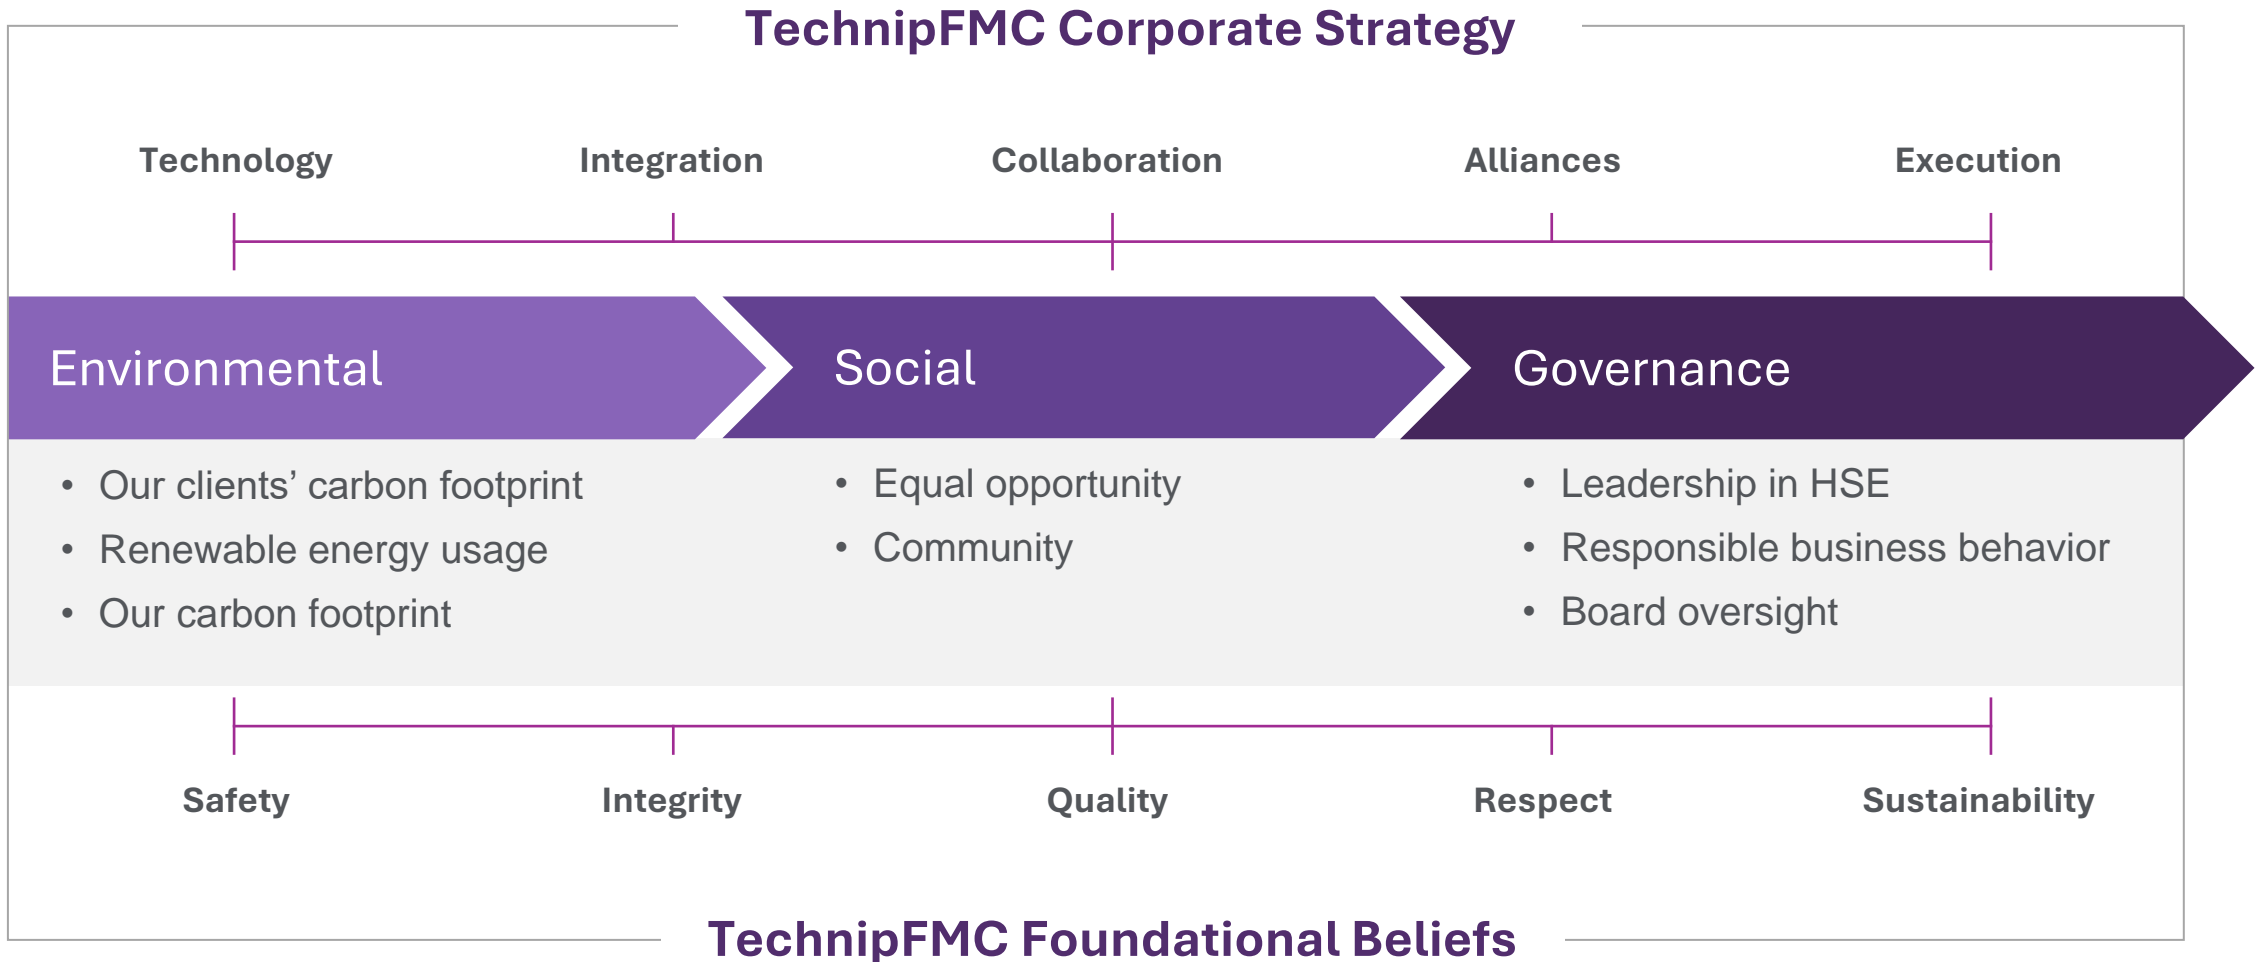 TechnipFMC Corporate Strategy
Technology
Integration
Collaboration
Alliances
Execution
Environmental
• Our clients’ carbon footprint
• Renewable energy usage
• Our carbon footprint
Social
• Equal opportunity
• Community
Governance
• Leadership in HSE
• Responsible business behavior
• Board oversight
Safety
Integrity
Quality
Respect
Sustainability
TechnipFMC Foundational Beliefs